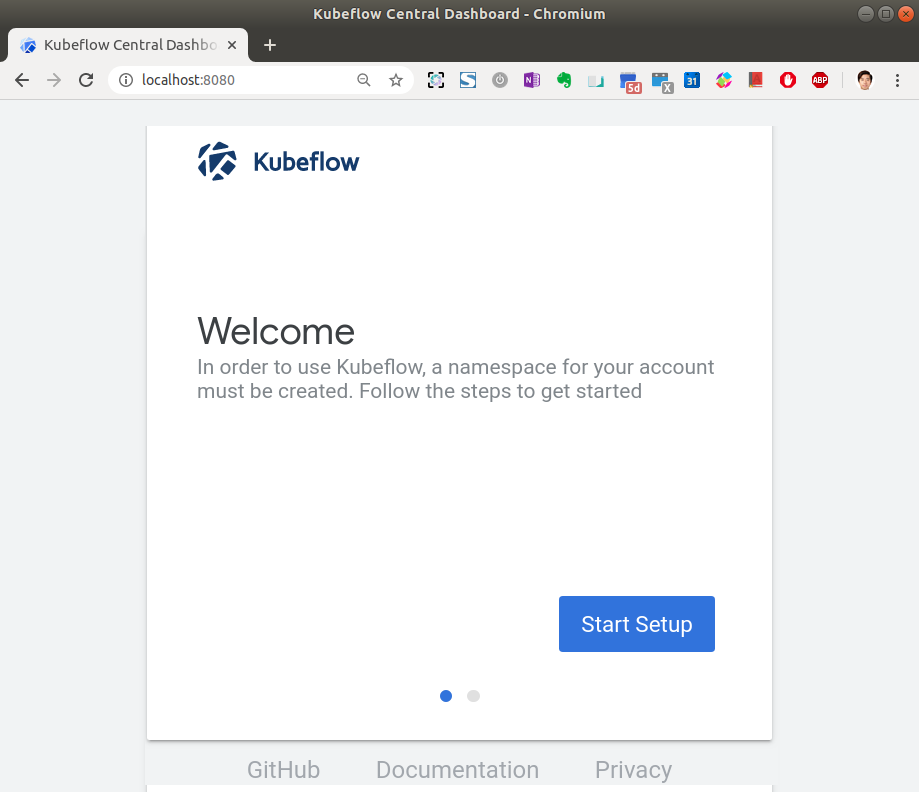 Kubeflow Central Dashboard - Chromium
Kubeflow Central Dashbo
localhost:8080
N
5d
X
31
ABP
Kubeflow
Welcome
In order to use Kubeflow, a namespace for your account
must be created. Follow the steps to get started
Start Setup
GitHub Documentation Privacy